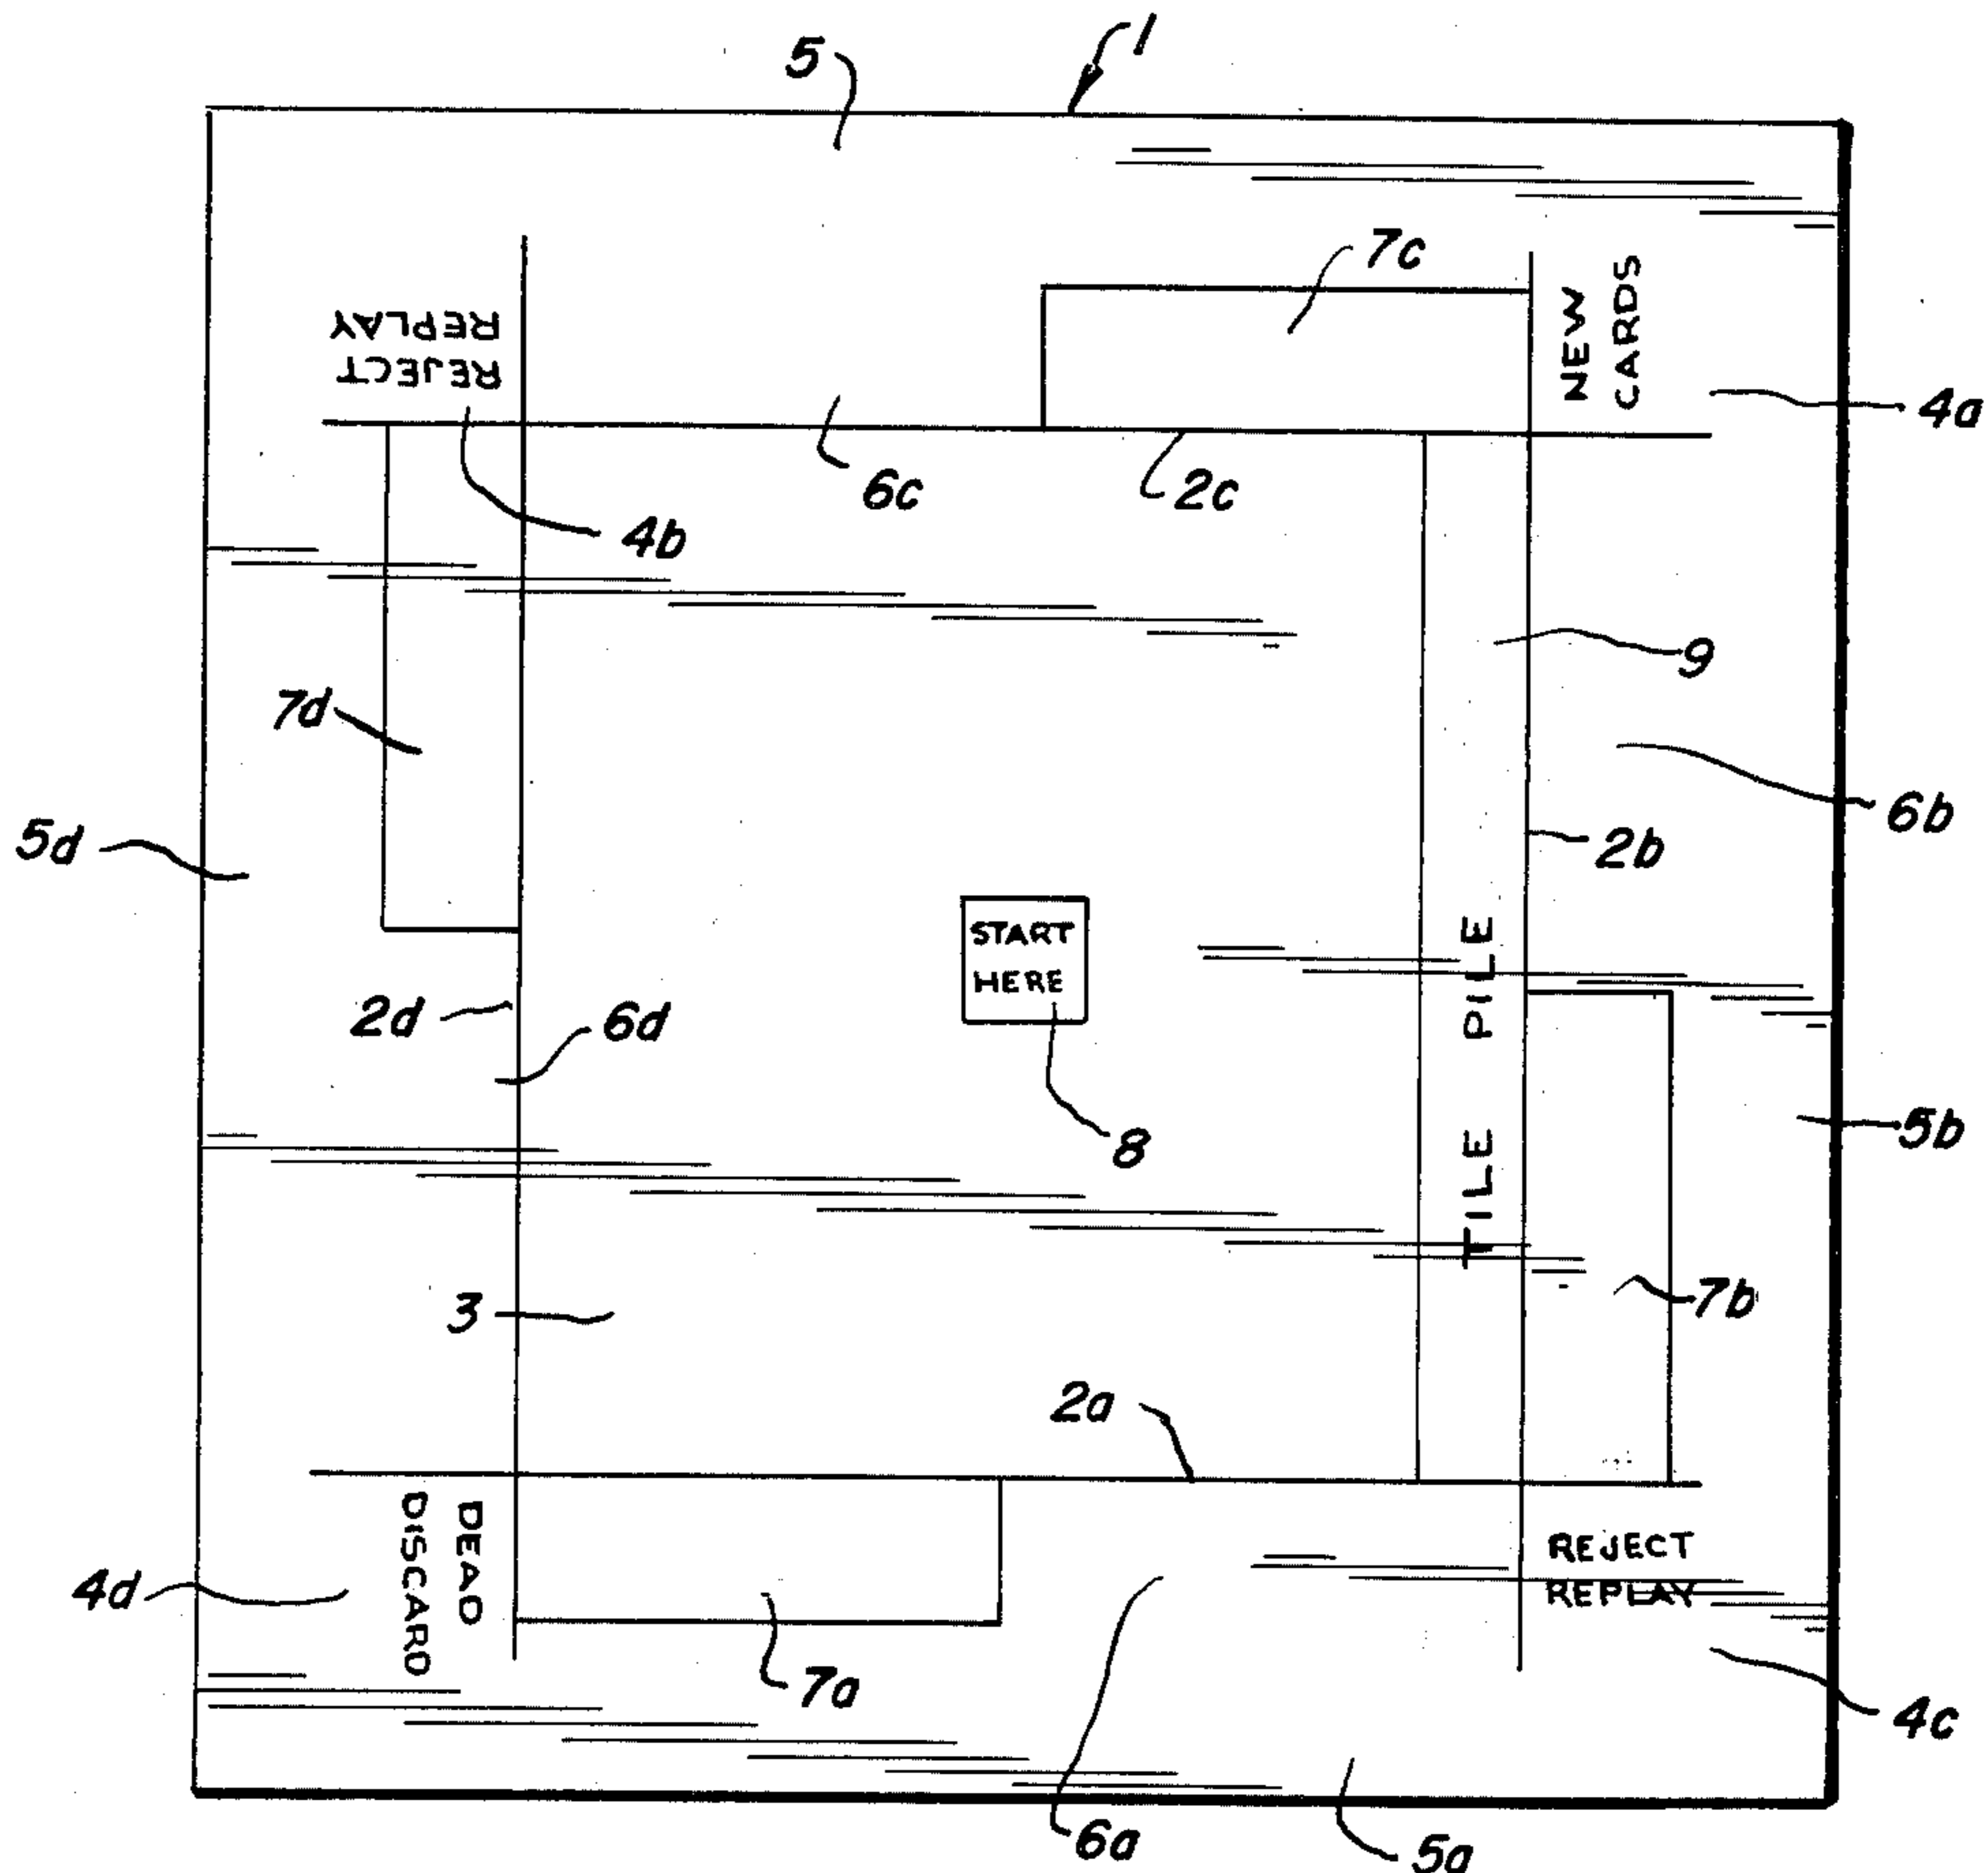 5
1
7c
NEW
CARDS
REJECT
REPLAY
4a
6c
2c
4b
9
7d
6b
5d
2b
START
HERE
TILE PILE
2d
6d
8
5b
3
7b
2a
DEAD
DISCARD
REJECT
REPLAY
4d
7a
4c
6a
5a